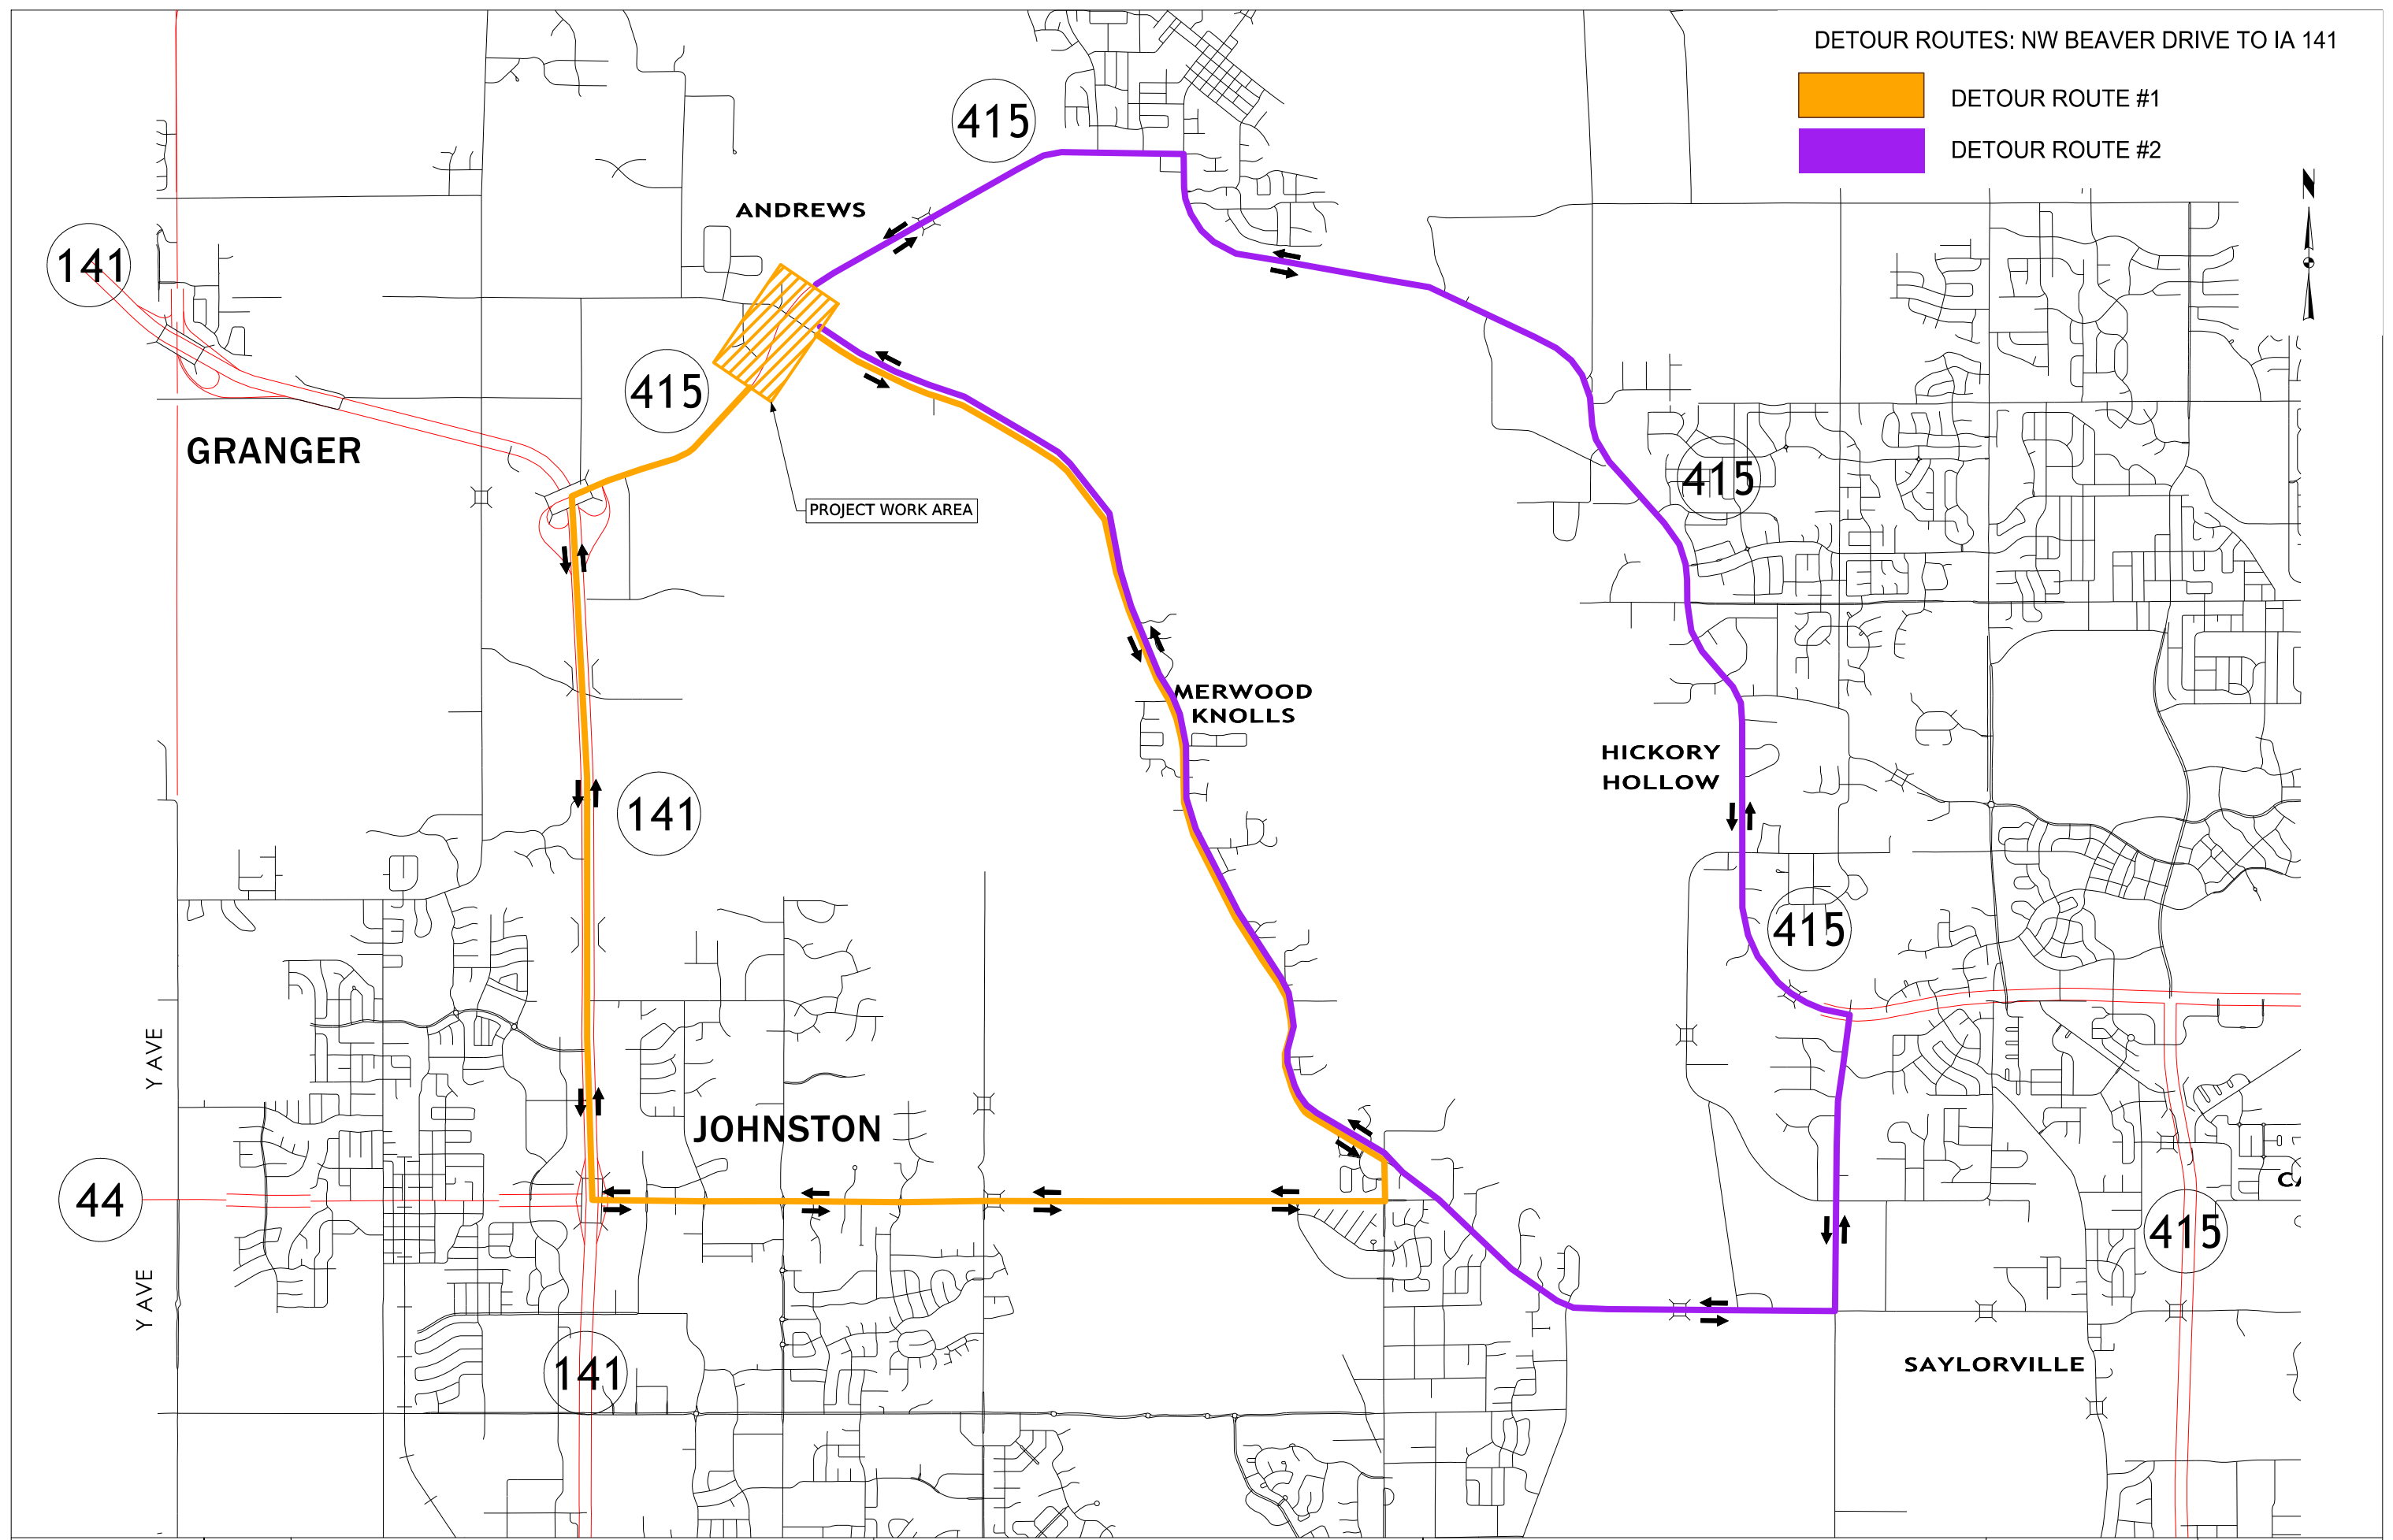 DETOUR ROUTES: NW BEAVER DRIVE TO IA 141
DETOUR ROUTE #1
DETOUR ROUTE #2
N
415
ANDREWS
141
415
GRANGER
415
PROJECT WORK AREA
MERWOOD
KNOLLS
HICKORY
HOLLOW
141
415
Y AVE
JOHNSTON
44
415
Y AVE
141
SAYLORVILLE